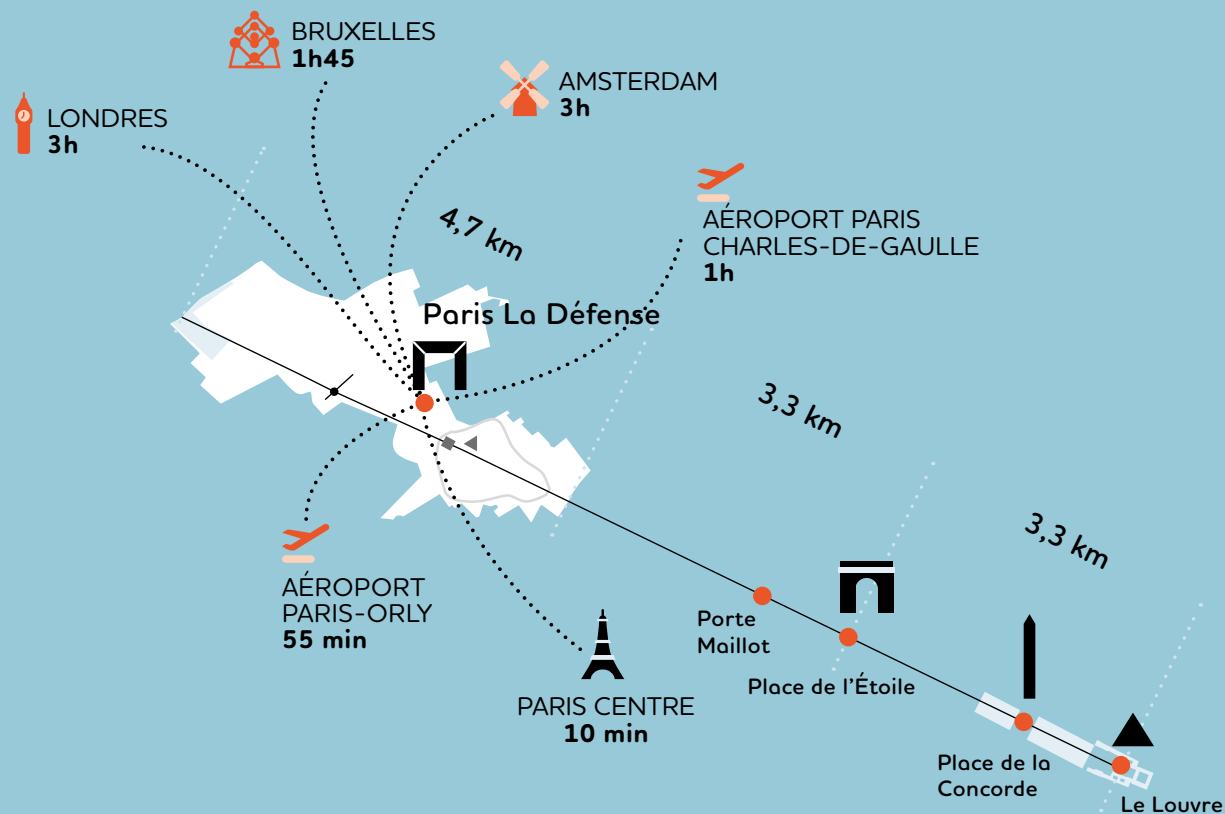 BRUXELLES
1h45
AMSTERDAM
3h
LONDRES
3h
4,7 km
AÉROPORT PARIS
CHARLES-DE-GAULLE
1h
Paris La Défense
3,3 km
3,3 km
AÉROPORT
PARIS-ORLY
55 min
Porte
Maillot
Place de l'Étoile
PARIS CENTRE
10 min
Place de la
Concorde
Le Louvre